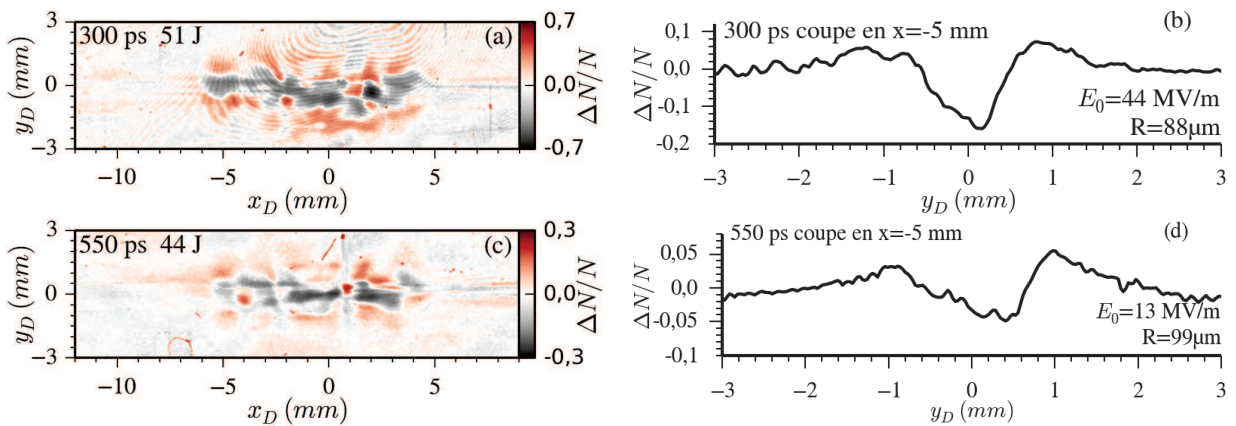 300 ps 51 J
(a)
3
0
−3
y_D (mm)
−10
−5
0
5
x_D (mm)
0,7
0,0
-0,7
ΔN/N
300 ps coupe en x=-5 mm
(b)
0,1
0,0
-0,1
-0,2
ΔN/N
E_0=44 MV/m
R=88μm
−3
−2
−1
0
1
2
3
y_D (mm)
550 ps 44 J
(c)
3
0
−3
y_D (mm)
−10
−5
0
5
x_D (mm)
0,3
0,0
-0,3
ΔN/N
550 ps coupe en x=-5 mm
(d)
0,05
0,0
-0,05
-0,1
ΔN/N
E_0=13 MV/m
R=99μm
−3
−2
−1
0
1
2
3
y_D (mm)